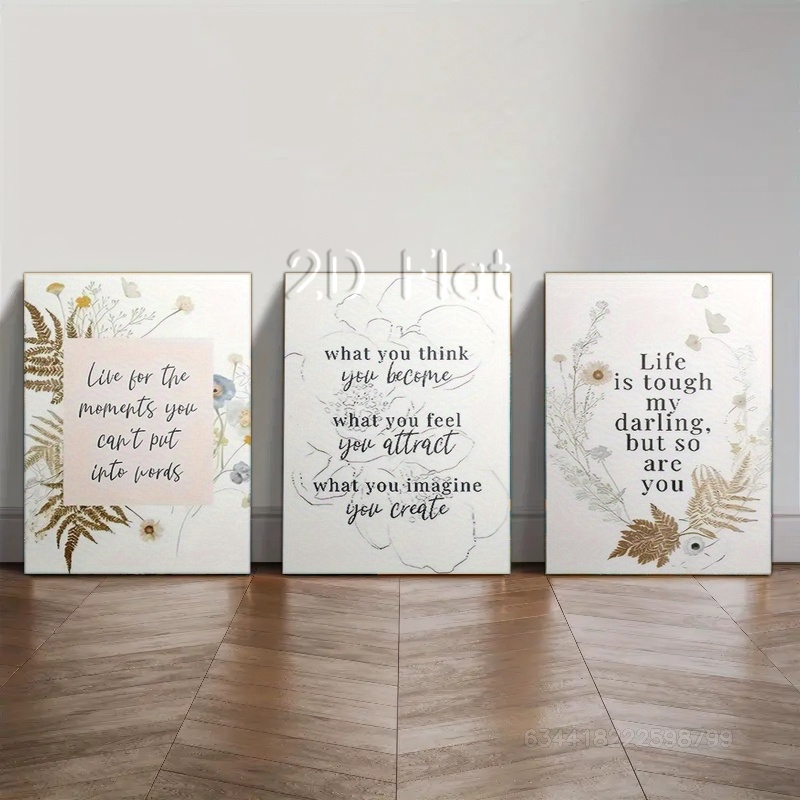 2D Flat
Live for the
moments you
can't put
into words
what you think
you become
what you feel
you attract
what you imagine
you create
Life
is tough
my
darling,
but so
are
you
634418222598799